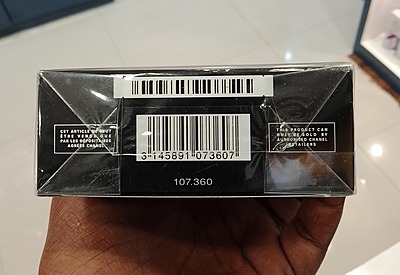 CET ARTICLE NE PEUT
ÊTRE VENDU QUE
PAR LES DÉPOSITAIRES
AGRÉÉS CHANEL
THIS PRODUCT CAN
ONLY BE SOLD BY
AUTHORISED CHANEL
RETAILERS
3 145891 073607
107.360